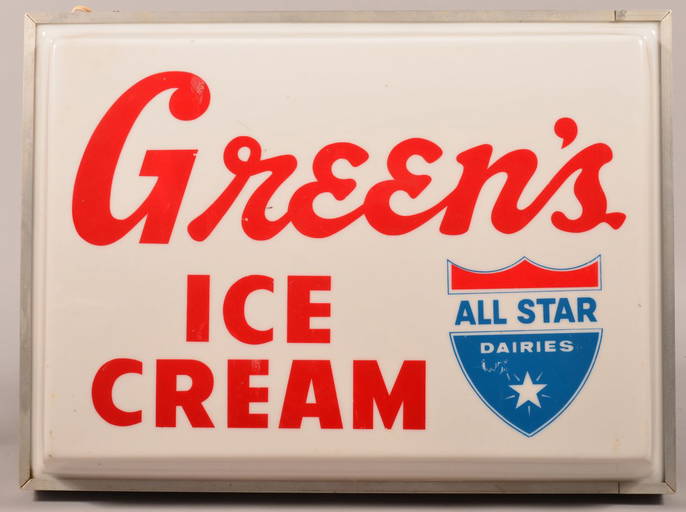 Green's
ICE
CREAM
ALL STAR
DAIRIES